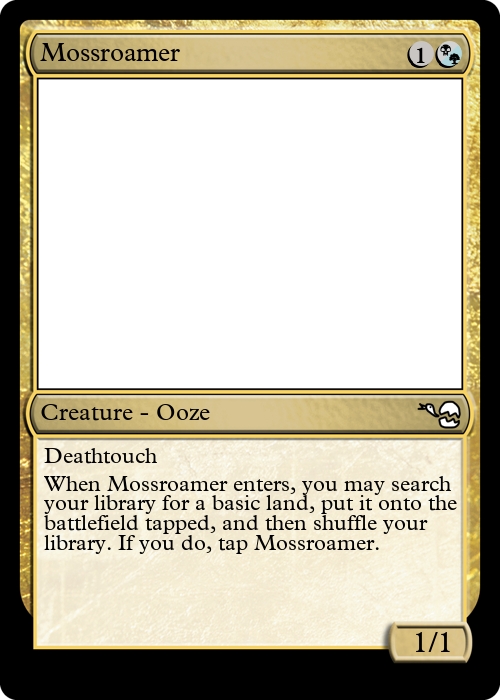 Mossroamer 1
Creature - Ooze
Deathtouch
When Mossroamer enters, you may search
your library for a basic land, put it onto the
battlefield tapped, and then shuffle your
library. If you do, tap Mossroamer.
1/1